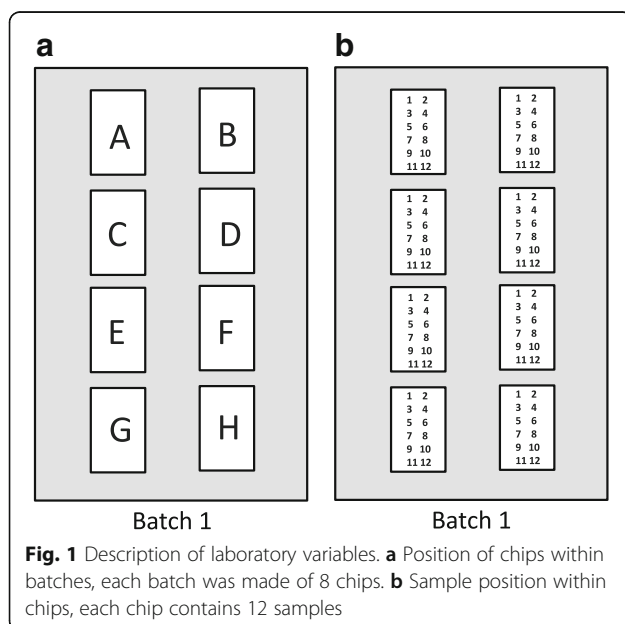 a
A B
C D
E F
G H
Batch 1
b
1 2 1 2
3 4 3 4
5 6 5 6
7 8 7 8
9 10 9 10
11 12 11 12
1 2 1 2
3 4 3 4
5 6 5 6
7 8 7 8
9 10 9 10
11 12 11 12
1 2 1 2
3 4 3 4
5 6 5 6
7 8 7 8
9 10 9 10
11 12 11 12
1 2 1 2
3 4 3 4
5 6 5 6
7 8 7 8
9 10 9 10
11 12 11 12
Batch 1
Fig. 1 Description of laboratory variables. a Position of chips within
batches, each batch was made of 8 chips. b Sample position within
chips, each chip contains 12 samples